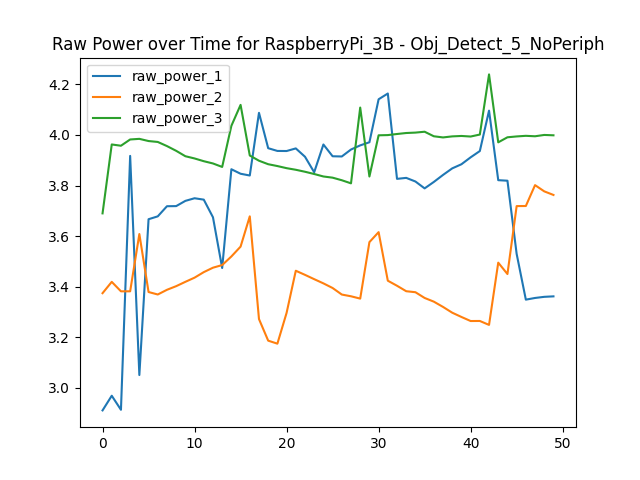 Raw Power over Time for RaspberryPi_3B - Obj_Detect_5_NoPeriph
raw_power_1
raw_power_2
raw_power_3
4.2
4.0
3.8
3.6
3.4
3.2
3.0
0 10 20 30 40 50